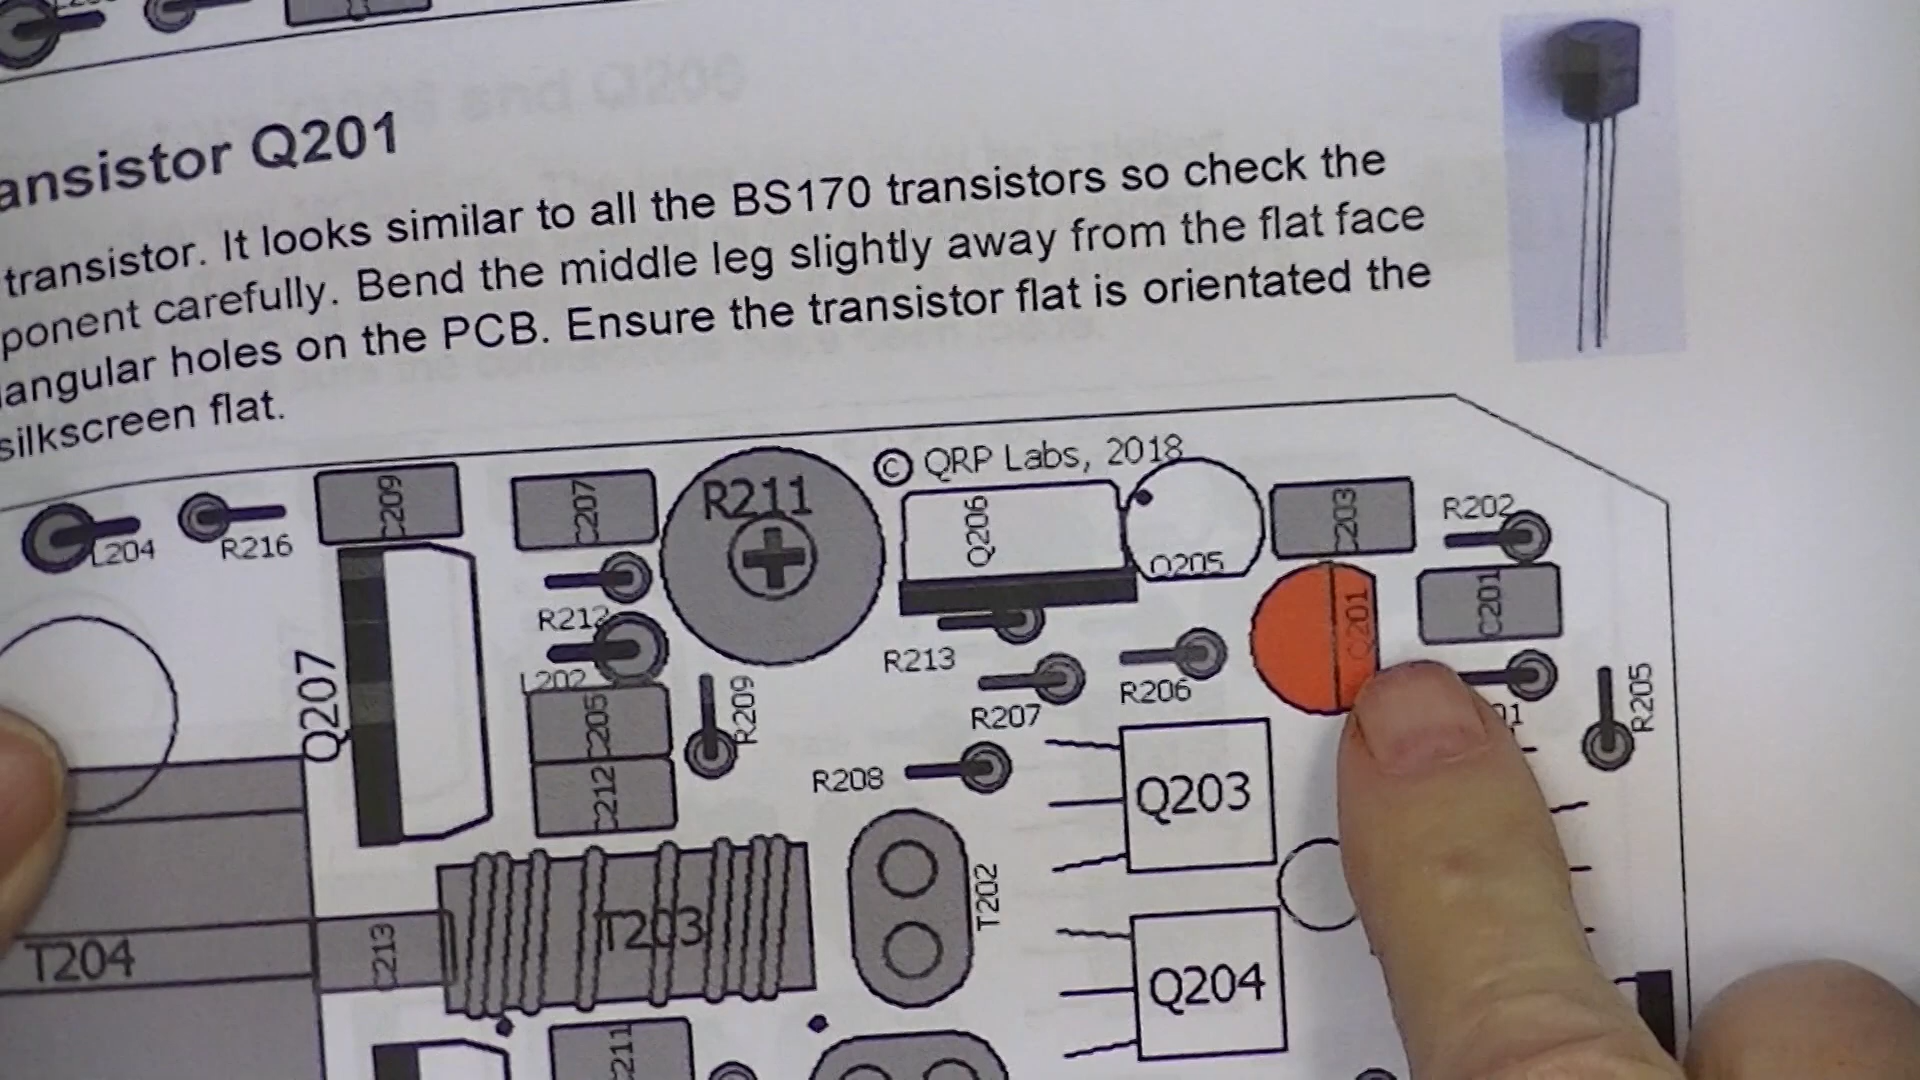 ansistor Q201
transistor. It looks similar to all the BS170 transistors so check the
ponent carefully. Bend the middle leg slightly away from the flat face
angular holes on the PCB. Ensure the transistor flat is orientated the
silkscreen flat.
© QRP Labs, 2018
L204
R216
C209
C207
R211
Q206
Q205
C203
R202
R212
Q201
C201
L202
R213
R206
R205
Q207
C205
R209
R207
01
R208
Q203
C212
T202
T203
T204
C213
Q204
C211